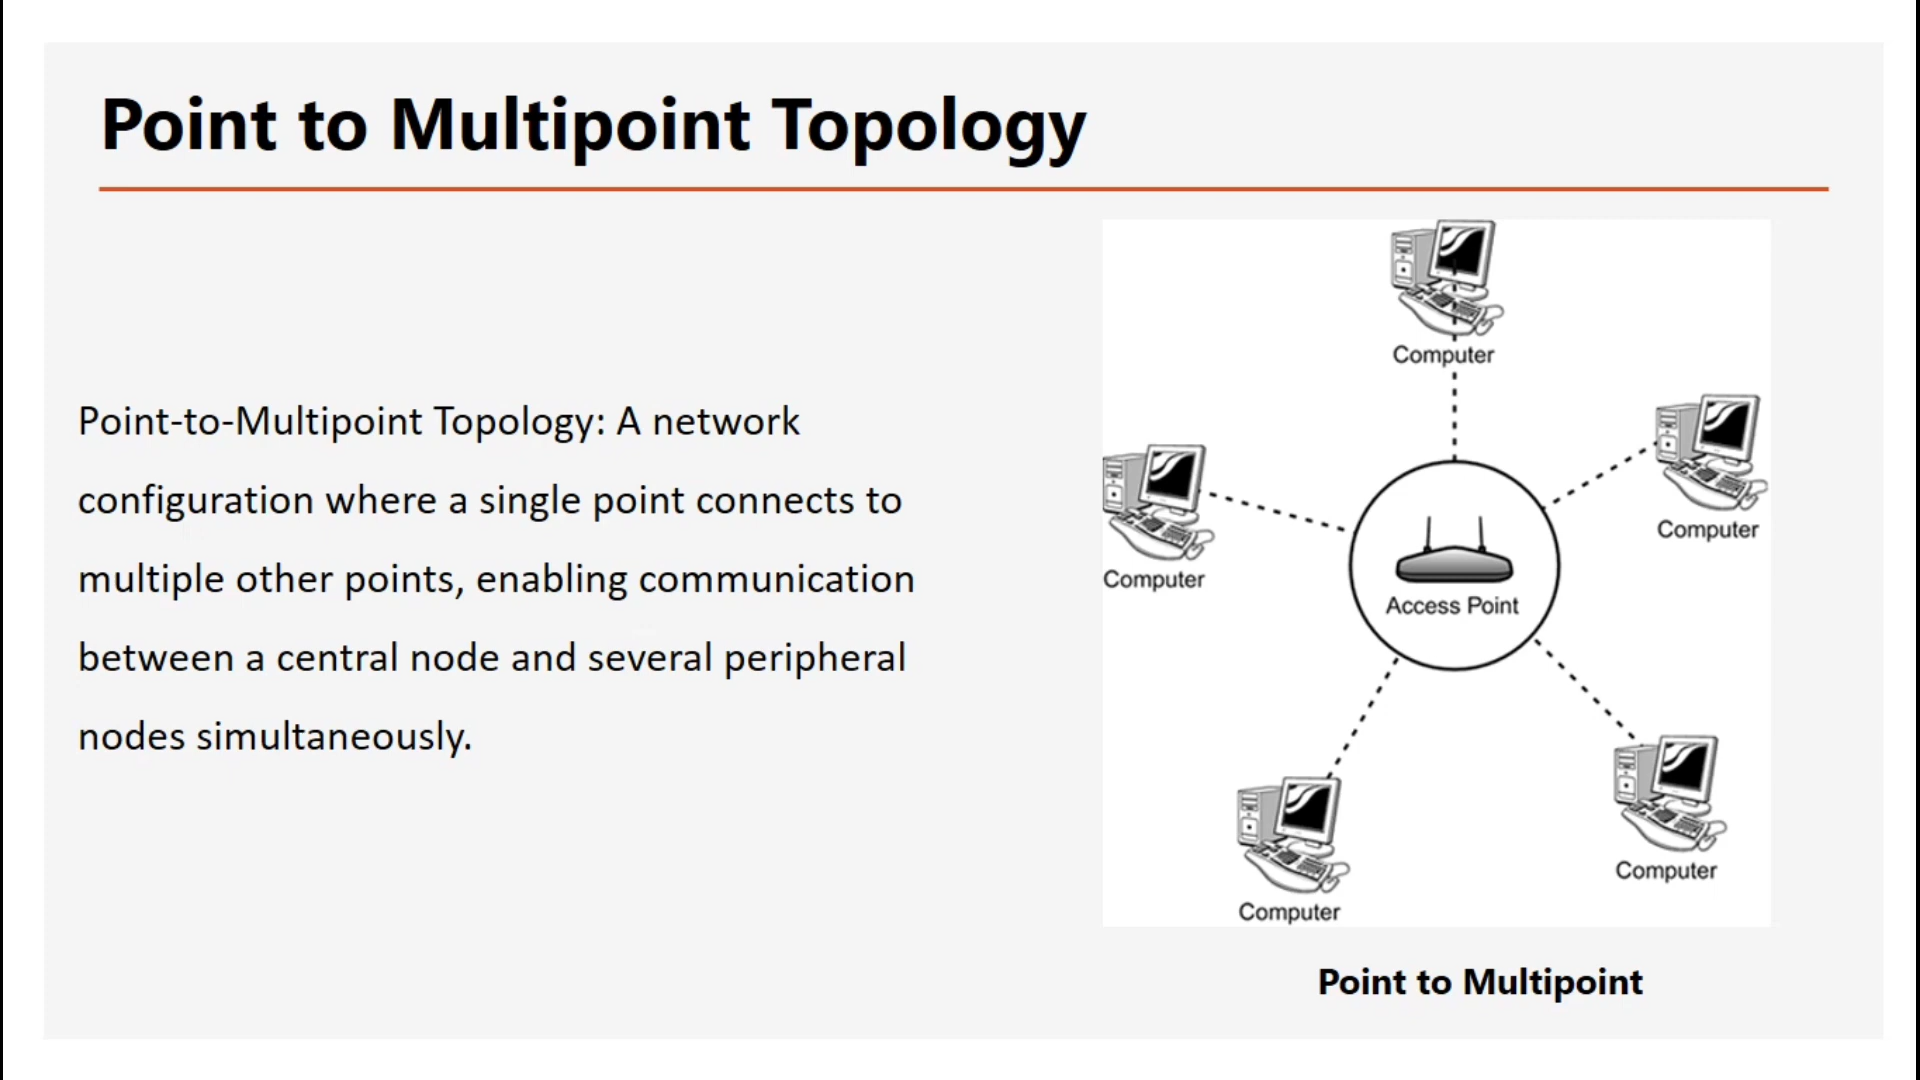 Point to Multipoint Topology
Point-to-Multipoint Topology: A network
configuration where a single point connects to
multiple other points, enabling communication
between a central node and several peripheral
nodes simultaneously.
Computer
Computer
Computer
Access Point
Computer
Computer
Point to Multipoint